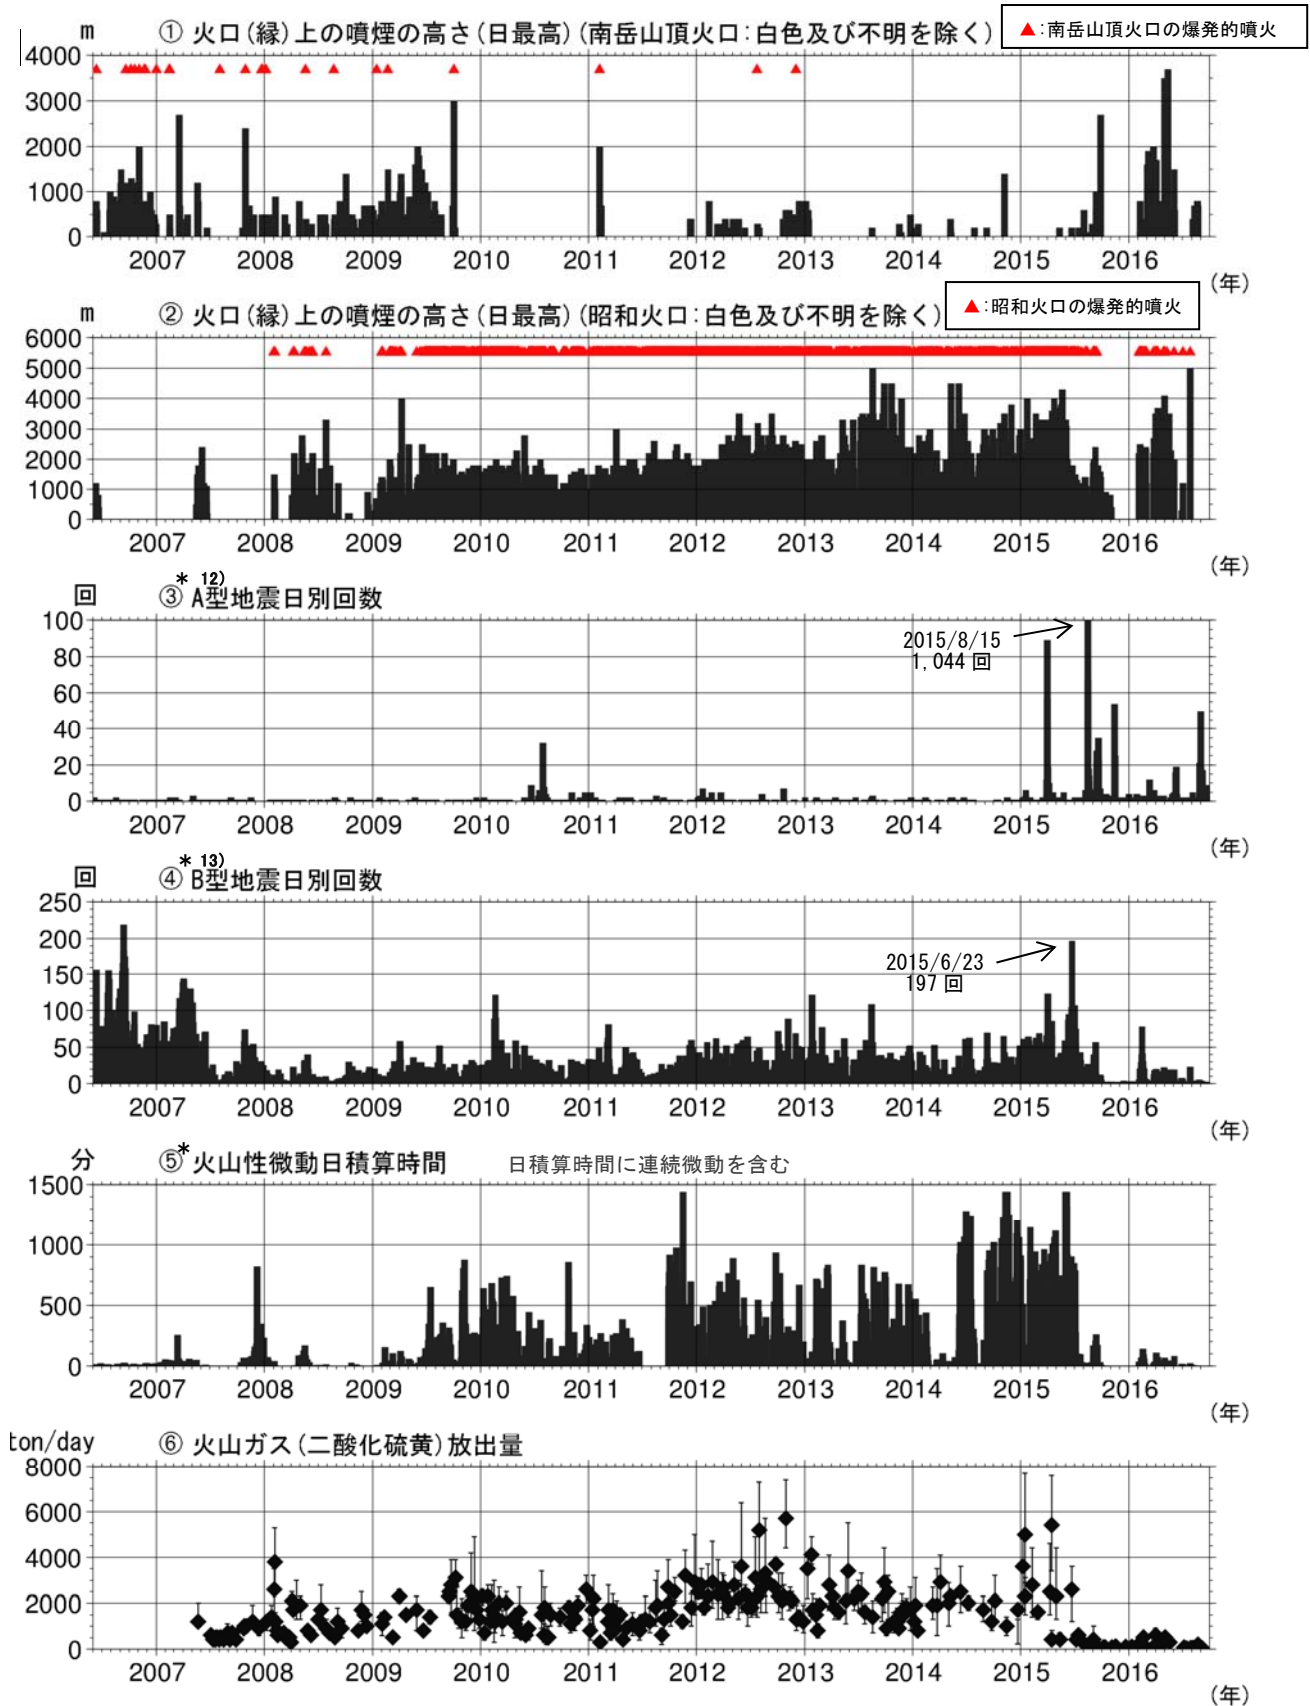 m ① 火口(縁)上の噴煙の高さ(日最高)(南岳山頂火口:白色及び不明を除く) ▲:南岳山頂火口の爆発的噴火
4000
3000
2000
1000
0
2007 2008 2009 2010 2011 2012 2013 2014 2015 2016
(年)
m ② 火口(縁)上の噴煙の高さ(日最高)(昭和火口:白色及び不明を除く) ▲:昭和火口の爆発的噴火
6000
5000
4000
3000
2000
1000
0
2007 2008 2009 2010 2011 2012 2013 2014 2015 2016
(年)
回 ③* 12) A型地震日別回数
100
80
60
40
20
0
2015/8/15
1,044 回
2007 2008 2009 2010 2011 2012 2013 2014 2015 2016
(年)
回 ④* 13) B型地震日別回数
250
200
150
100
50
0
2015/6/23
197 回
2007 2008 2009 2010 2011 2012 2013 2014 2015 2016
(年)
分 ⑤* 火山性微動日積算時間 日積算時間に連続微動を含む
1500
1000
500
0
2007 2008 2009 2010 2011 2012 2013 2014 2015 2016
(年)
ton/day ⑥ 火山ガス(二酸化硫黄)放出量
8000
6000
4000
2000
0
2007 2008 2009 2010 2011 2012 2013 2014 2015 2016
(年)